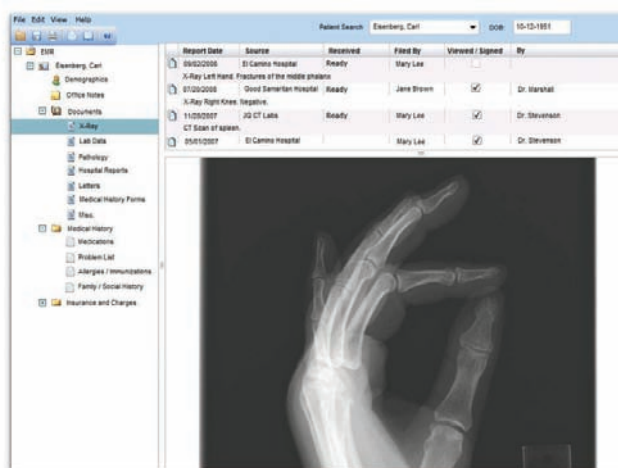 File Edit View Help
Patient Search Eisenberg, Carl DOB: 10-12-1951
EMR
Eisenberg, Carl
Demographics
Office Notes
Documents
X-Ray
Lab Data
Pathology
Hospital Reports
Letters
Medical History Forms
Misc.
Medical History
Medications
Problem List
Allergies / Immunizations
Family / Social History
Insurance and Charges
Report Date Source Received Filed By Viewed / Signed By
09/02/2008 El Camino Hospital Ready Mary Lee
X-Ray Left Hand. Fractures of the middle phalanx
07/20/2008 Good Samaritan Hospital Ready Jane Brown Dr. Marshall
X-Ray Right Knee. Negative.
11/28/2007 JQ CT Labs Ready Mary Lee Dr. Stevenson
CT Scan of spleen.
05/01/2007 El Camino Hospital Mary Lee Dr. Stevenson